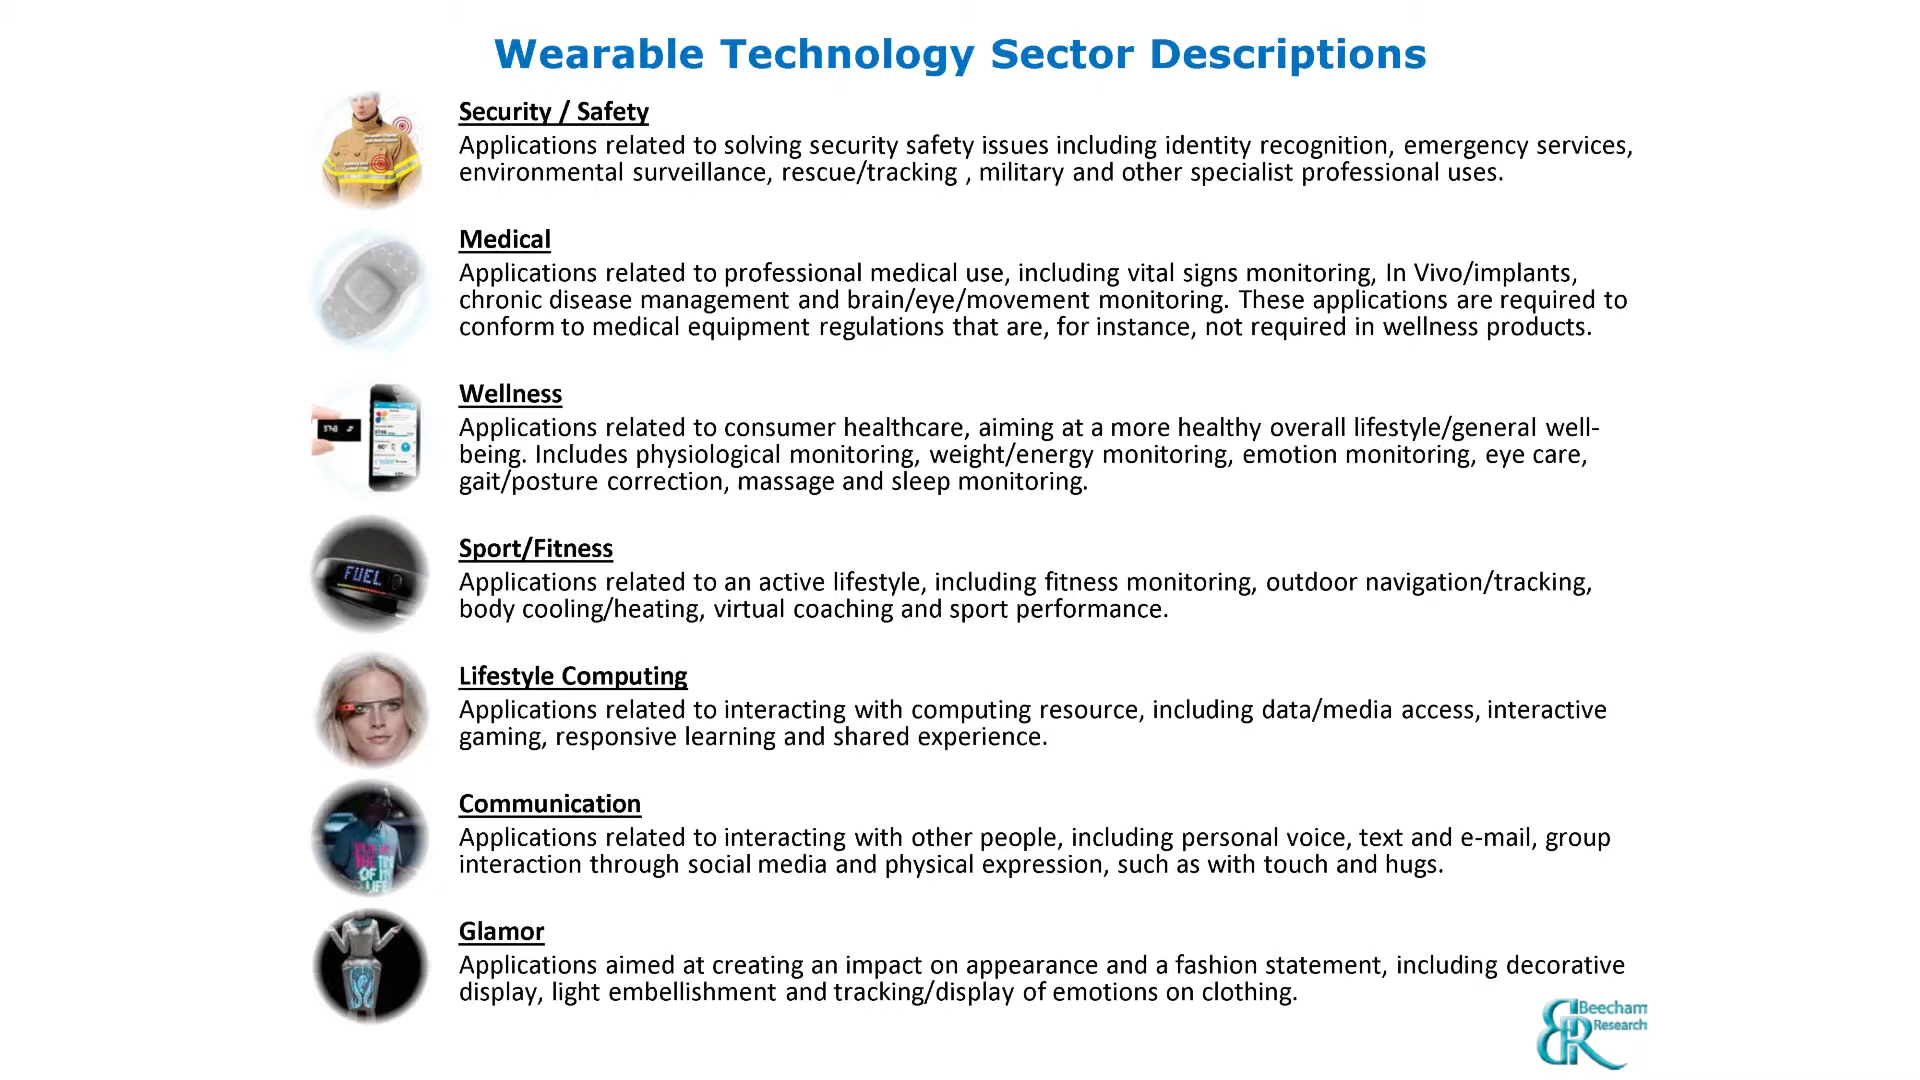 Wearable Technology Sector Descriptions
Security / Safety
Applications related to solving security safety issues including identity recognition, emergency services,
environmental surveillance, rescue/tracking , military and other specialist professional uses.
Medical
Applications related to professional medical use, including vital signs monitoring, In Vivo/implants,
chronic disease management and brain/eye/movement monitoring. These applications are required to
conform to medical equipment regulations that are, for instance, not required in wellness products.
Wellness
Applications related to consumer healthcare, aiming at a more healthy overall lifestyle/general well-
being. Includes physiological monitoring, weight/energy monitoring, emotion monitoring, eye care,
gait/posture correction, massage and sleep monitoring.
Sport/Fitness
FUEL
Applications related to an active lifestyle, including fitness monitoring, outdoor navigation/tracking,
body cooling/heating, virtual coaching and sport performance.
Lifestyle Computing
Applications related to interacting with computing resource, including data/media access, interactive
gaming, responsive learning and shared experience.
Communication
Applications related to interacting with other people, including personal voice, text and e-mail, group
interaction through social media and physical expression, such as with touch and hugs.
THE TIME
OF MY
LIFE
Glamor
Applications aimed at creating an impact on appearance and a fashion statement, including decorative
display, light embellishment and tracking/display of emotions on clothing.
Beecham
Research